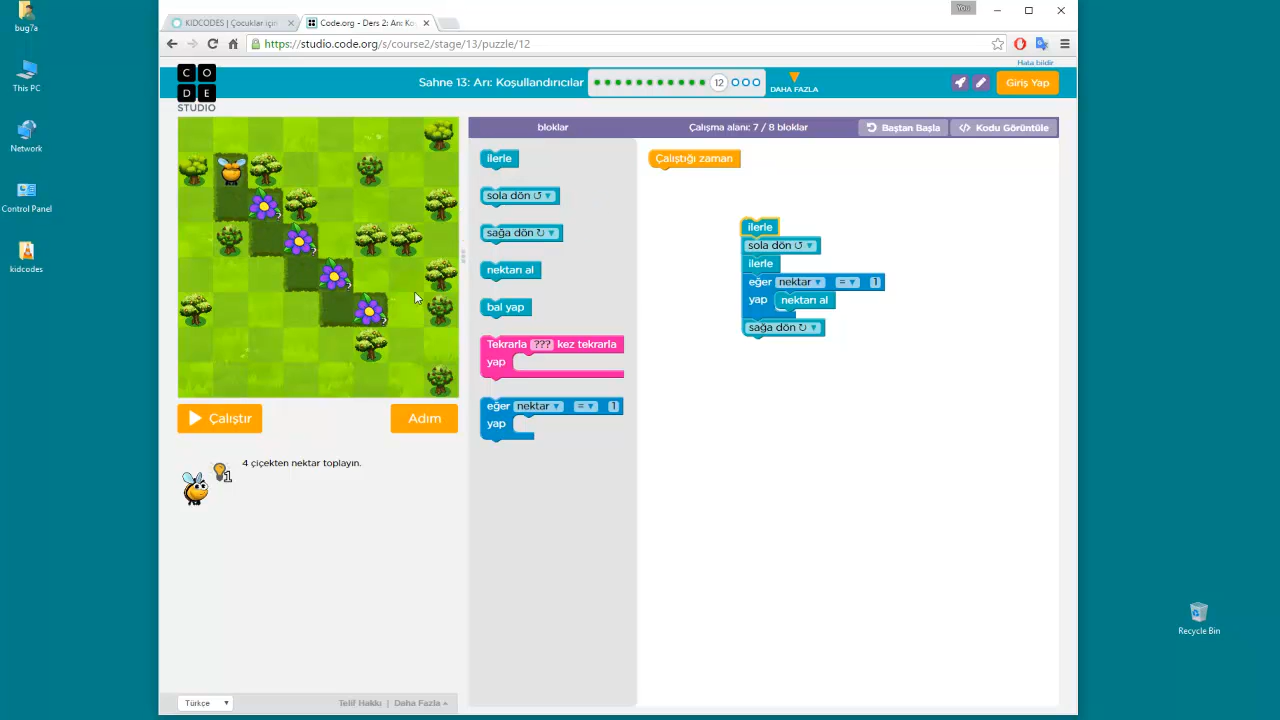 bug7a
This PC
Network
Control Panel
kidcodes
Recycle Bin
You
KIDCODES | Çocuklar için
Code.org - Ders 2: Arı: Ko
https://studio.code.org/s/course2/stage/13/puzzle/12
Hata bildir
C O
D E
STUDIO
Sahne 13: Arı: Koşullandırıcılar
12
DAHA FAZLA
Giriş Yap
bloklar
Çalışma alanı: 7 / 8 bloklar
Baştan Başla
</> Kodu Görüntüle
?
?
?
?
Çalıştır
Adım
1
4 çiçekten nektar toplayın.
ilerle
sola dön ↺
sağa dön ↻
nektarı al
bal yap
Tekrarla ??? kez tekrarla
yap
eğer nektar = 1
yap
Çalıştığı zaman
ilerle
sola dön ↺
ilerle
eğer nektar = 1
yap nektarı al
sağa dön ↻
Türkçe
Telif Hakkı | Daha Fazla